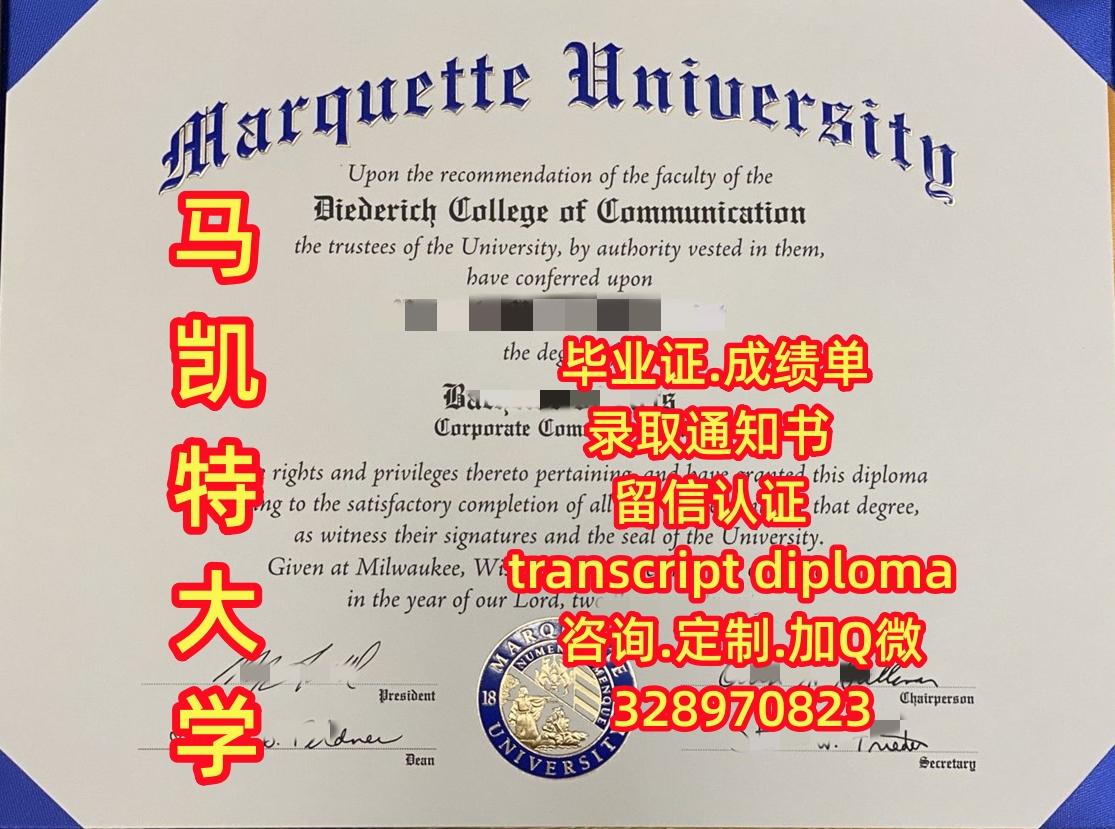 Marquette University
Upon the recommendation of the faculty of the
Diederich College of Communication
the trustees of the University, by authority vested in them,
have conferred upon
the
Corporate
rights and privileges thereto pertaining, and have granted this diploma
to the satisfactory completion of all that degree,
as witness their signatures and the seal of the University.
Given at Milwaukee,
in the year of our Lord,
马凯特大学
毕业证.成绩单
录取通知书
留信认证
transcript diploma
咨询.定制.加Q微
328970823
MARQ
NUMEN
18
UNIVERSITY
President
Chairperson
Dean
Secretary